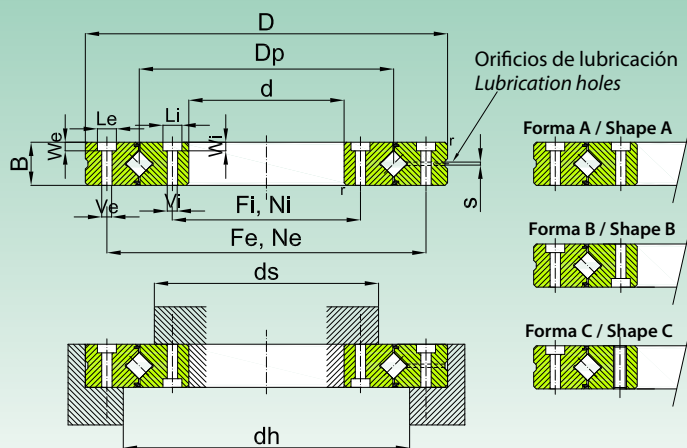 D
Dp
Orificios de lubricación
Lubrication holes
d
Le
Li
We
Wi
r
B
r
s
Ve
Vi
Fi, Ni
Fe, Ne
Forma A / Shape A
Forma B / Shape B
ds
Forma C / Shape C
dh